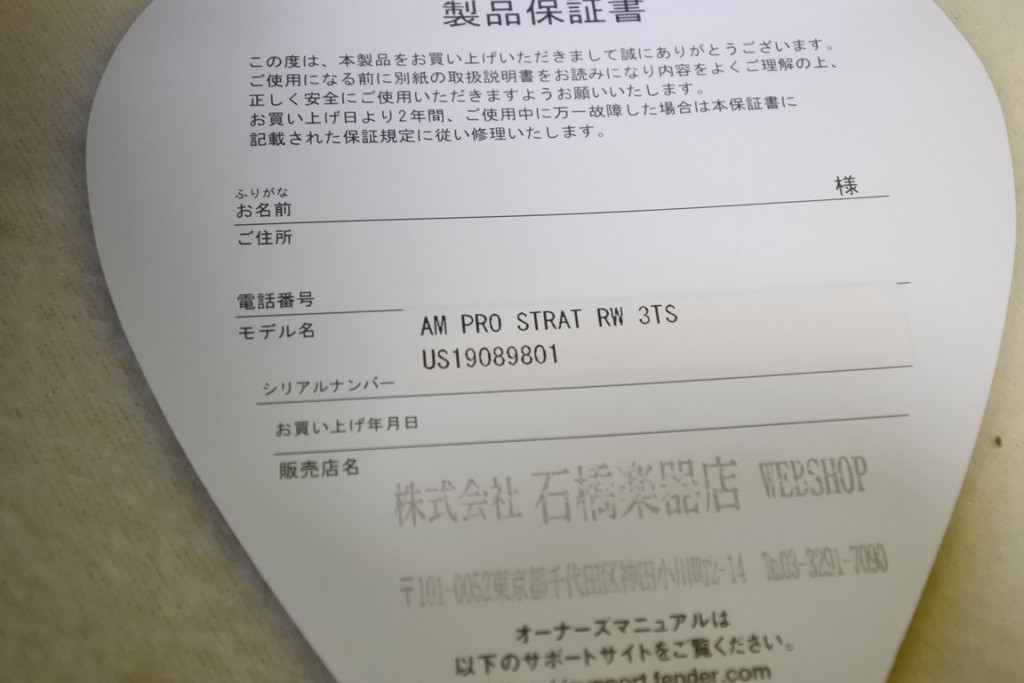 製品保証書
この度は、本製品をお買い上げいただきまして誠にありがとうございます。
ご使用になる前に別紙の取扱説明書をお読みになり内容をよくご理解の上、
正しく安全にご使用いただきますようお願いいたします。
お買い上げ日より2年間、ご使用中に万一故障した場合は本保証書に
記載された保証規定に従い修理いたします。
ふりがな
お名前 様
ご住所
電話番号
モデル名 AM PRO STRAT RW 3TS
US19089801
シリアルナンバー
お買い上げ年月日
販売店名
株式会社 石橋楽器店 WEBSHOP
〒101-0052東京都千代田区神田小川町2-14 ℡03-3291-7090
オーナーズマニュアルは
以下のサポートサイトをご覧ください。
support.fender.com